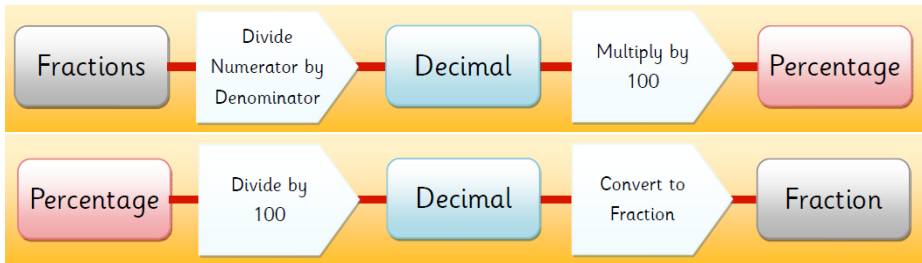 Fractions
Divide
Numerator by
Denominator
Decimal
Multiply by
100
Percentage
Percentage
Divide by
100
Decimal
Convert to
Fraction
Fraction